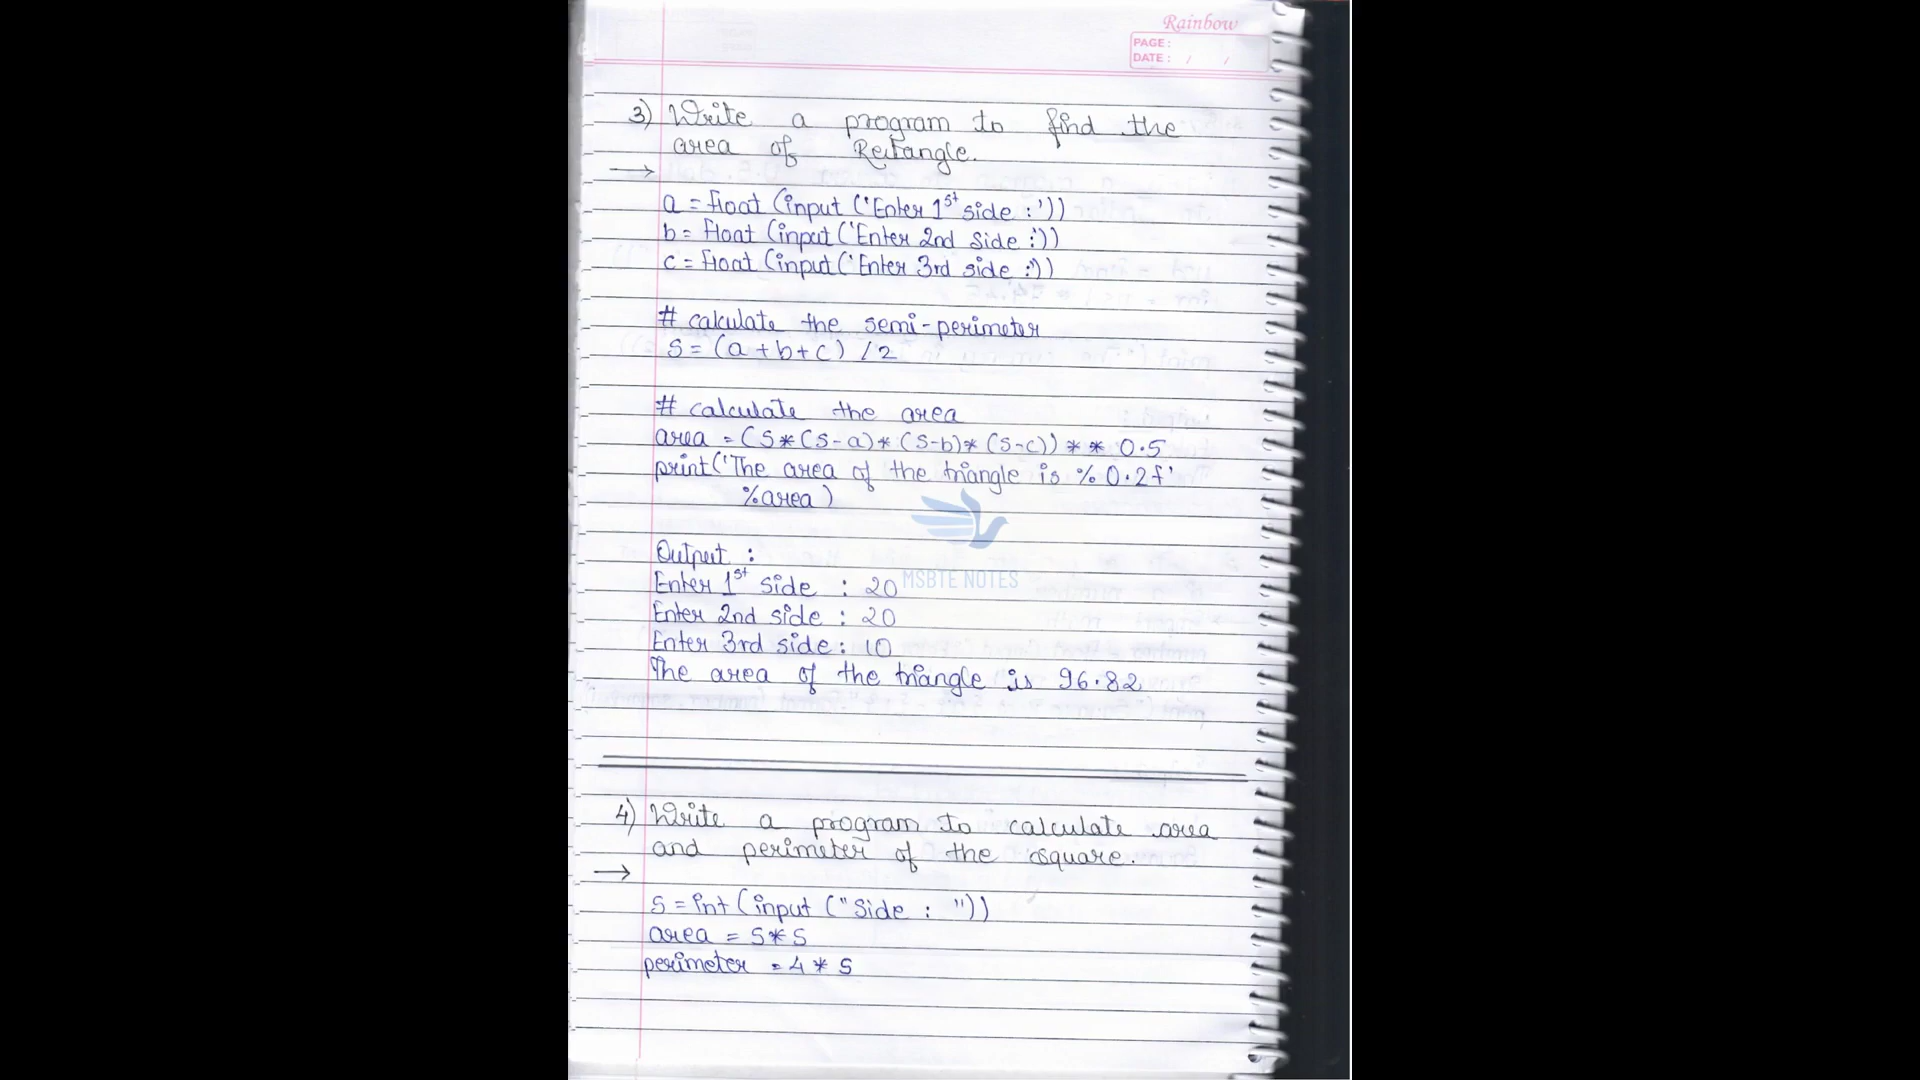 Rainbow
PAGE :
DATE : / /
3) Write a program to find the
area of Rectangle.
→
a = float (input ('Enter 1st side :'))
b = float (input ('Enter 2nd Side :'))
c = float (input ('Enter 3rd side :'))
# calculate the semi-perimeter
S = (a + b + c) / 2
# calculate the area
area = (S * (S - a) * (S - b) * (S - c)) * * 0.5
print('The area of the triangle is % 0.2f'
% area)
Output :
Enter 1st side : 20
Enter 2nd side : 20
Enter 3rd side : 10
The area of the triangle is 96.82
MSBTE NOTES
4) Write a program to calculate area
and perimeter of the square.
→
S = int (input ("Side : "))
area = S * S
perimeter = 4 * S